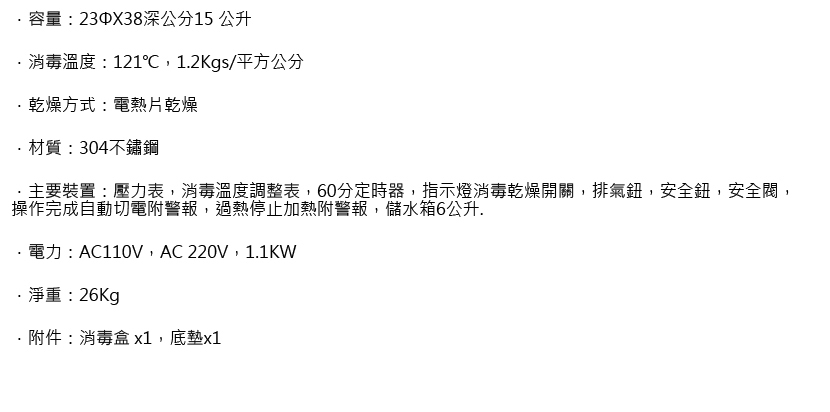 ．容量：23ΦX38深公分15 公升
．消毒溫度：121℃，1.2Kgs/平方公分
．乾燥方式：電熱片乾燥
．材質：304不鏽鋼
．主要裝置：壓力表，消毒溫度調整表，60分定時器，指示燈消毒乾燥開關，排氣鈕，安全鈕，安全閥，
操作完成自動切電附警報，過熱停止加熱附警報，儲水箱6公升.
．電力：AC110V，AC 220V，1.1KW
．淨重：26Kg
．附件：消毒盒 x1，底墊x1